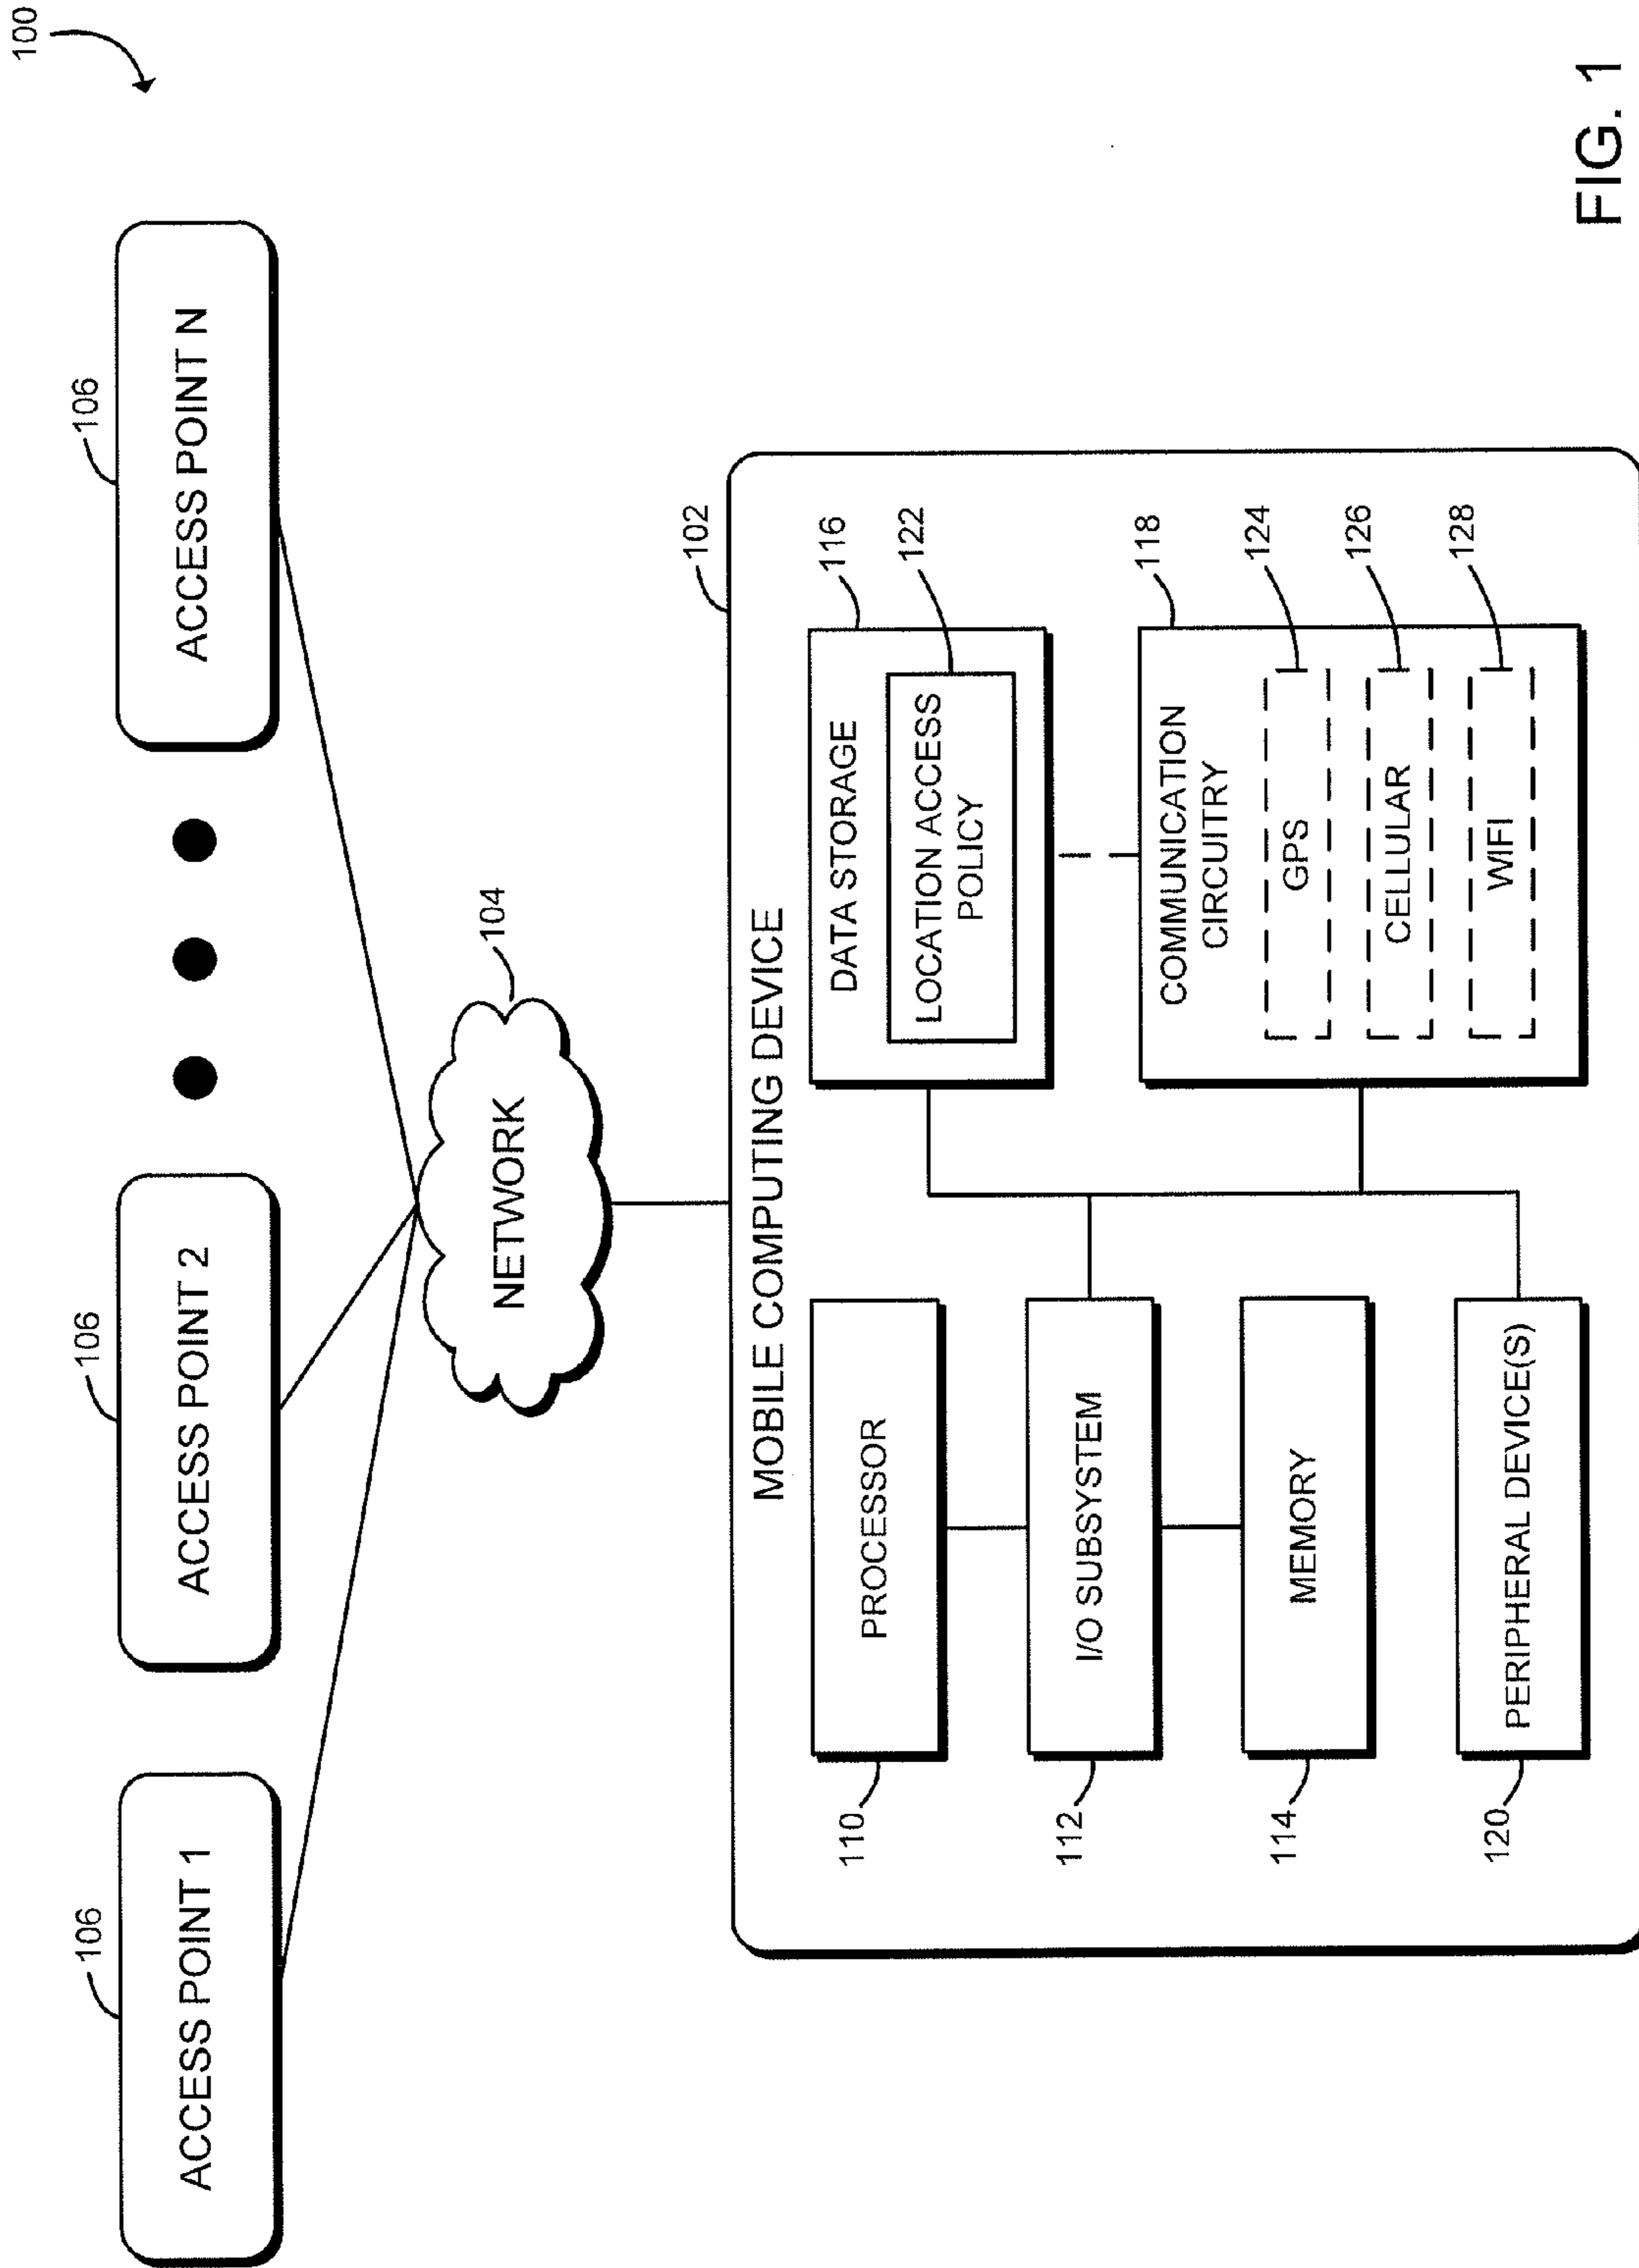 100
106
106
106
ACCESS POINT 1
ACCESS POINT 2
ACCESS POINT N
104
NETWORK
102
MOBILE COMPUTING DEVICE
110
PROCESSOR
112
I/O SUBSYSTEM
114
MEMORY
120
PERIPHERAL DEVICE(S)
116
DATA STORAGE
122
LOCATION ACCESS
POLICY
118
COMMUNICATION
CIRCUITRY
124
GPS
126
CELLULAR
128
WIFI
FIG. 1